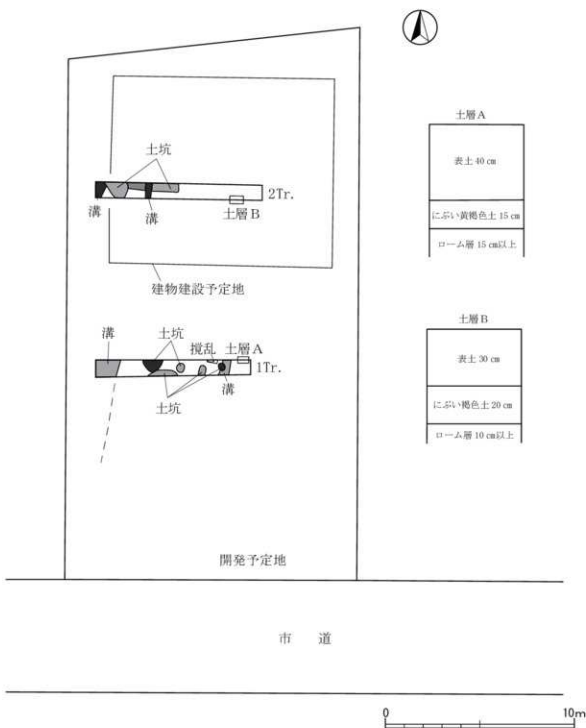 土層A
表土 40 ㎝
にぶい黄褐色土 15 ㎝
ローム層 15 ㎝以上
土坑
2Tr.
溝
溝
土層B
建物建設予定地
土層B
表土 30 ㎝
にぶい褐色土 20 ㎝
ローム層 10 ㎝以上
溝
土坑
撹乱
土層A
1Tr.
溝
土坑
開発予定地
市 道
0
10m